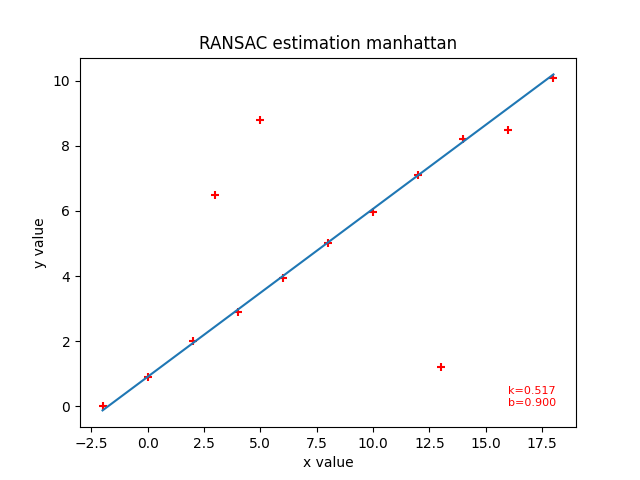 RANSAC estimation manhattan
10
8
6
4
2
0
y value
k=0.517
b=0.900
−2.5 0.0 2.5 5.0 7.5 10.0 12.5 15.0 17.5
x value